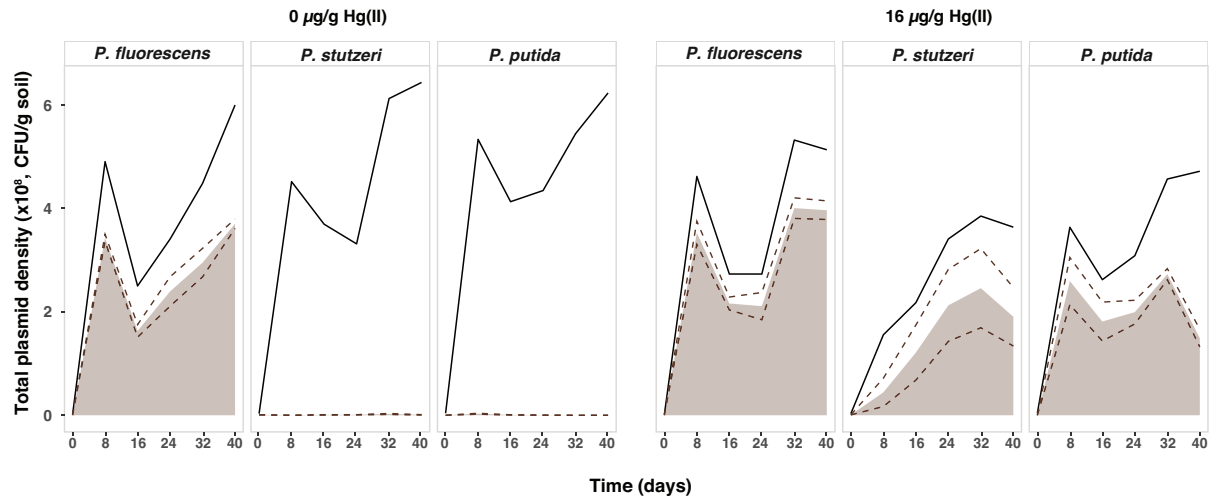 0 µg/g Hg(II)
16 µg/g Hg(II)
P. fluorescens
P. stutzeri
P. putida
P. fluorescens
P. stutzeri
P. putida
Total plasmid density (x10⁸, CFU/g soil)
6
4
2
0
0 8 16 24 32 40
0 8 16 24 32 40
0 8 16 24 32 40
0 8 16 24 32 40
0 8 16 24 32 40
0 8 16 24 32 40
Time (days)